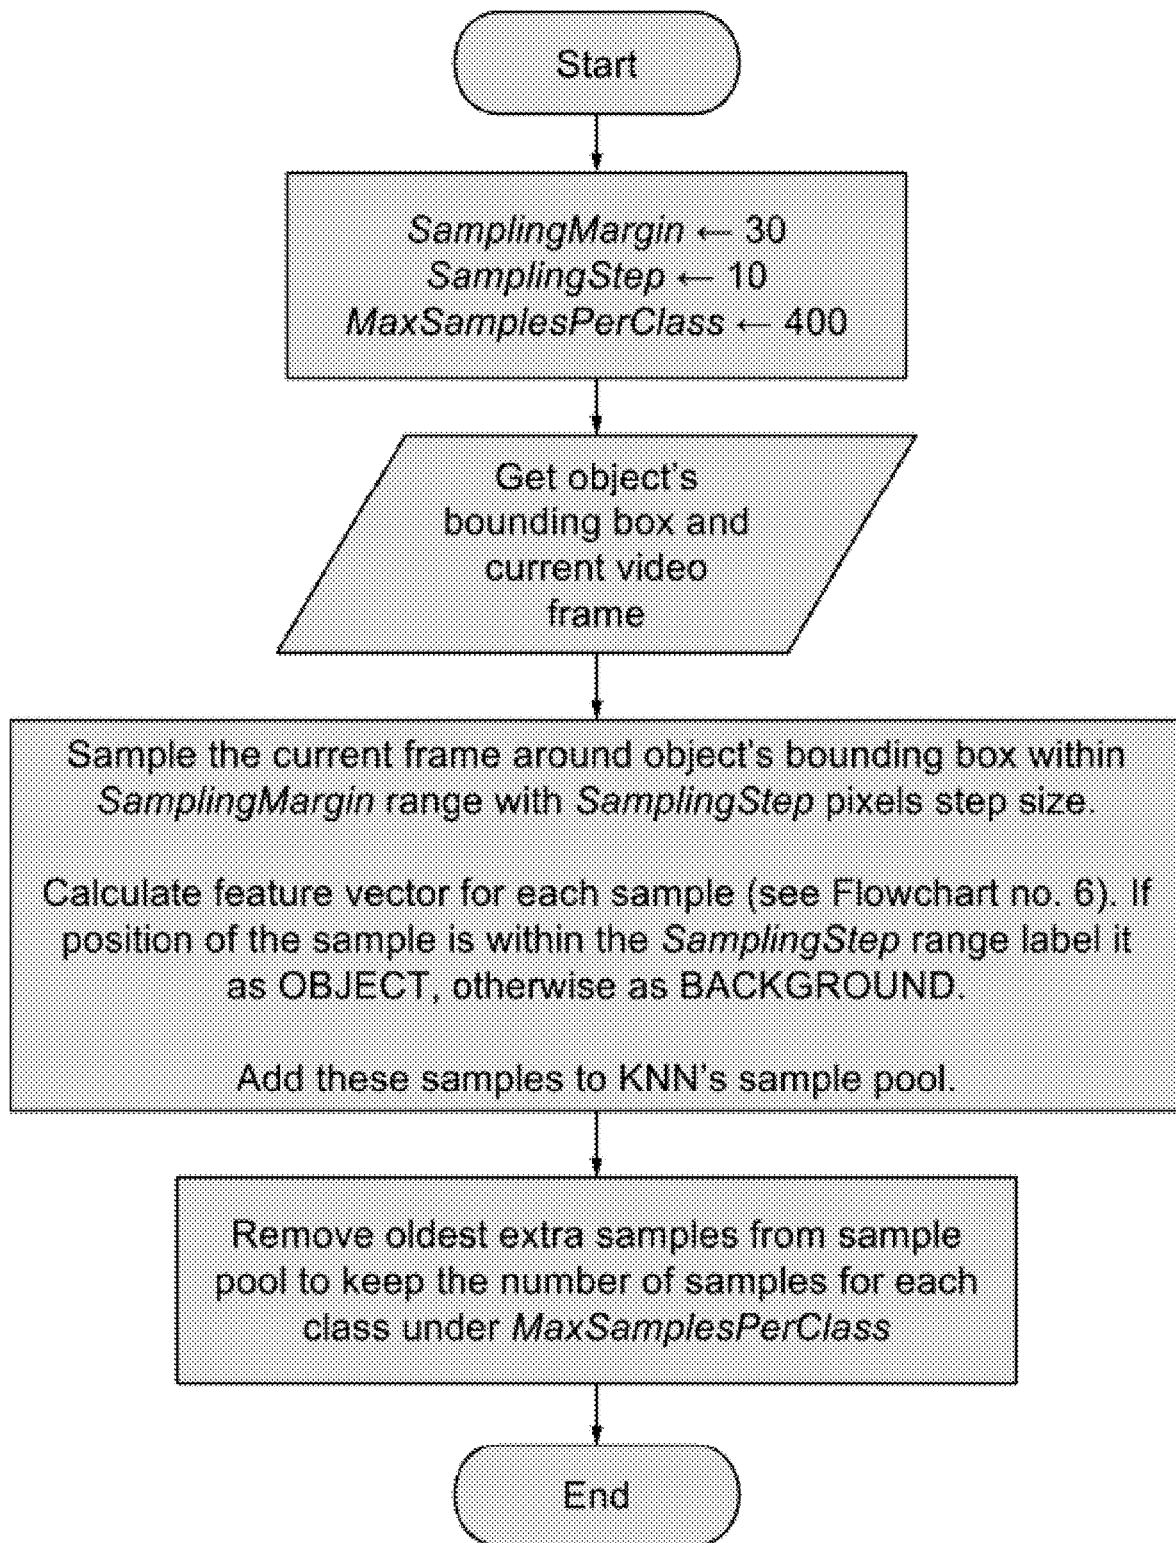 Start
SamplingMargin ← 30
SamplingStep ← 10
MaxSamplesPerClass ← 400
Get object's
bounding box and
current video
frame
Sample the current frame around object's bounding box within
SamplingMargin range with SamplingStep pixels step size.
Calculate feature vector for each sample (see Flowchart no. 6). If
position of the sample is within the SamplingStep range label it
as OBJECT, otherwise as BACKGROUND.
Add these samples to KNN's sample pool.
Remove oldest extra samples from sample
pool to keep the number of samples for each
class under MaxSamplesPerClass
End